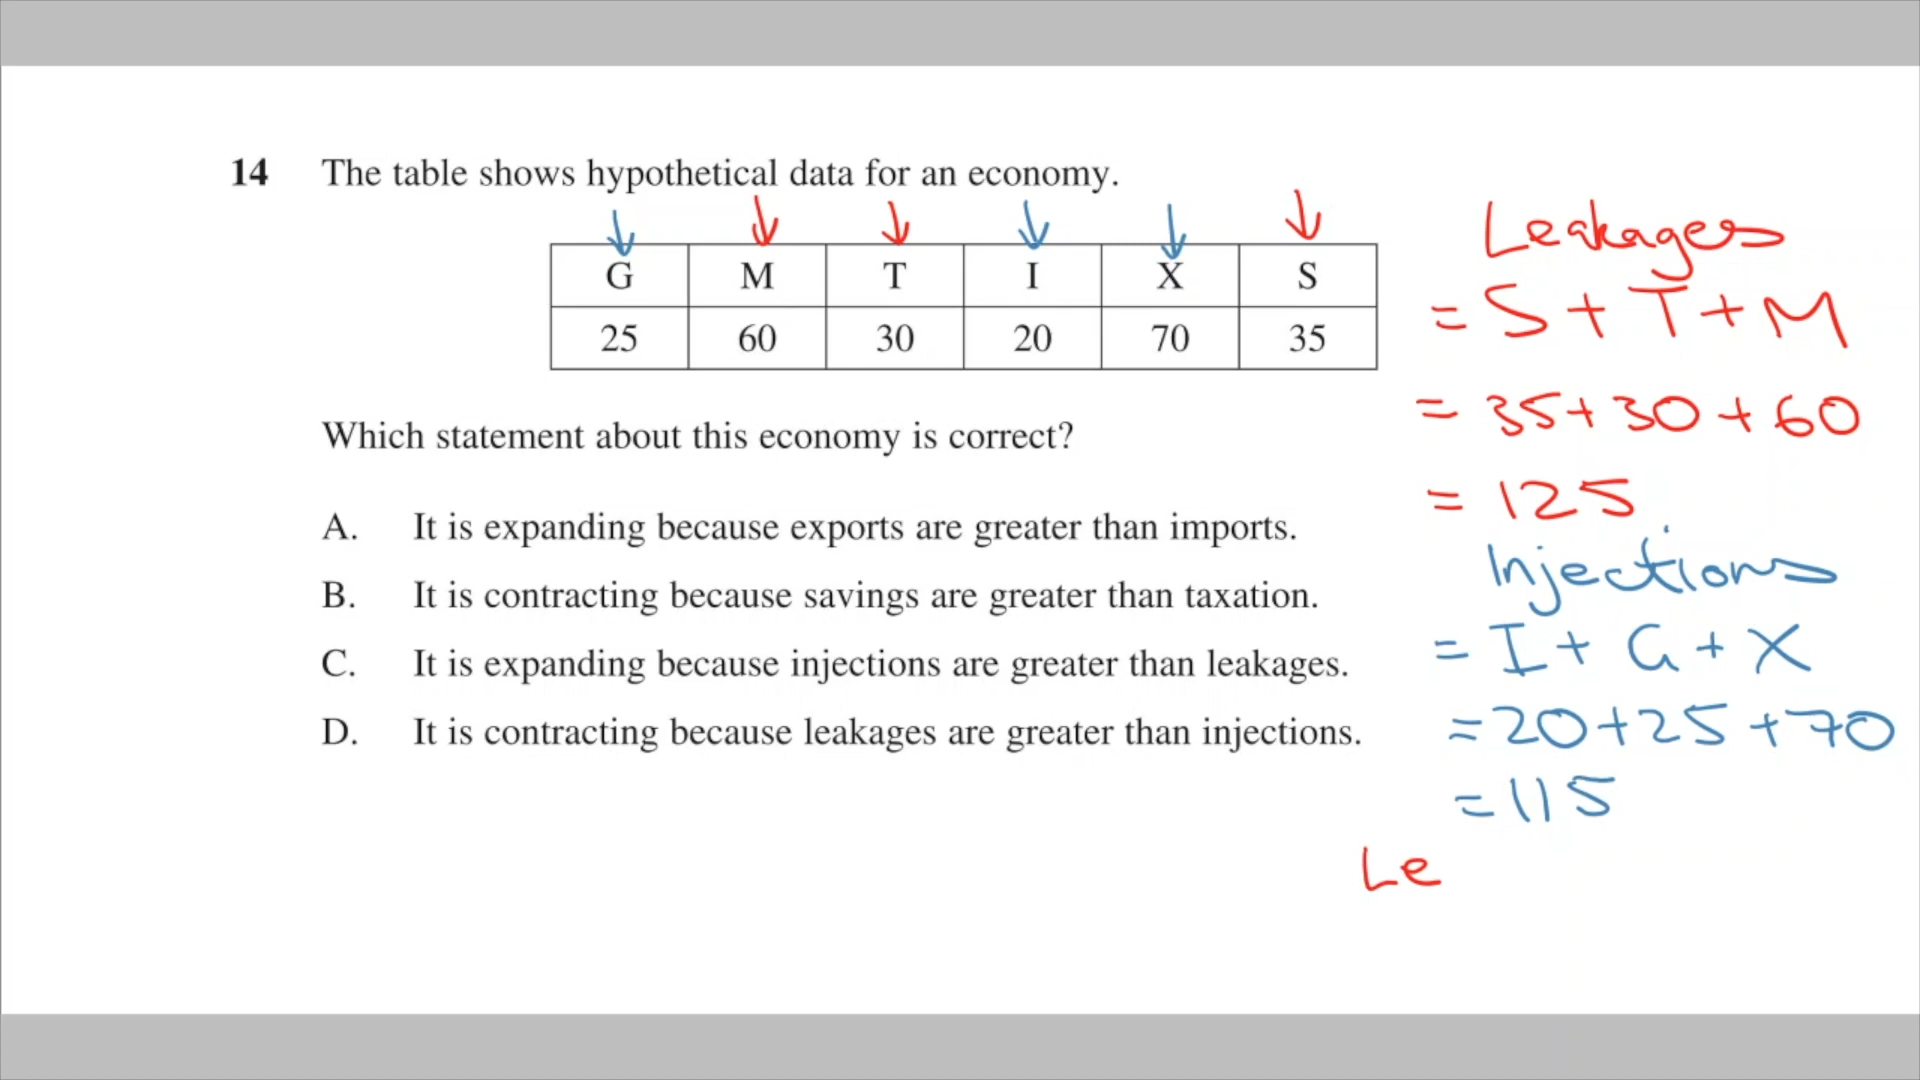 14 The table shows hypothetical data for an economy.
G M T I X S
25 60 30 20 70 35
Which statement about this economy is correct?
A. It is expanding because exports are greater than imports.
B. It is contracting because savings are greater than taxation.
C. It is expanding because injections are greater than leakages.
D. It is contracting because leakages are greater than injections.
Leakages
= S + T + M
= 35 + 30 + 60
= 125
Injections
= I + G + X
= 20 + 25 + 70
= 115
Le